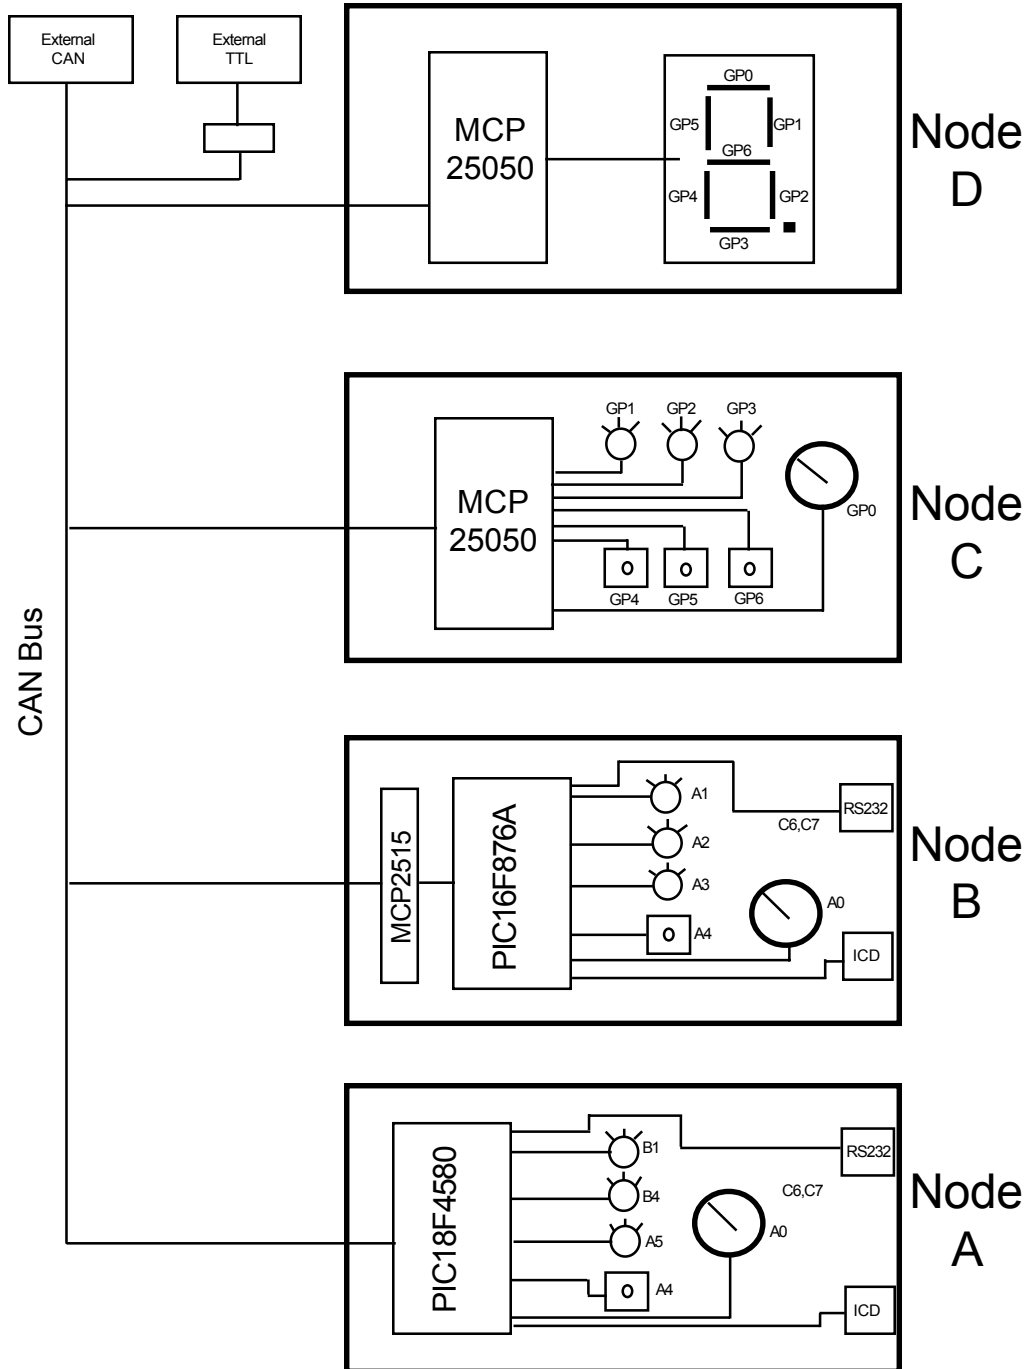 External
CAN
External
TTL
MCP
25050
GP0
GP5
GP1
GP6
GP4
GP2
GP3
Node
D
GP1
GP2
GP3
MCP
25050
GP0
GP4
GP5
GP6
Node
C
CAN Bus
MCP2515
PIC16F876A
A1
A2
A3
A4
C6,C7
RS232
A0
ICD
Node
B
PIC18F4580
B1
B4
A5
A4
RS232
C6,C7
A0
ICD
Node
A